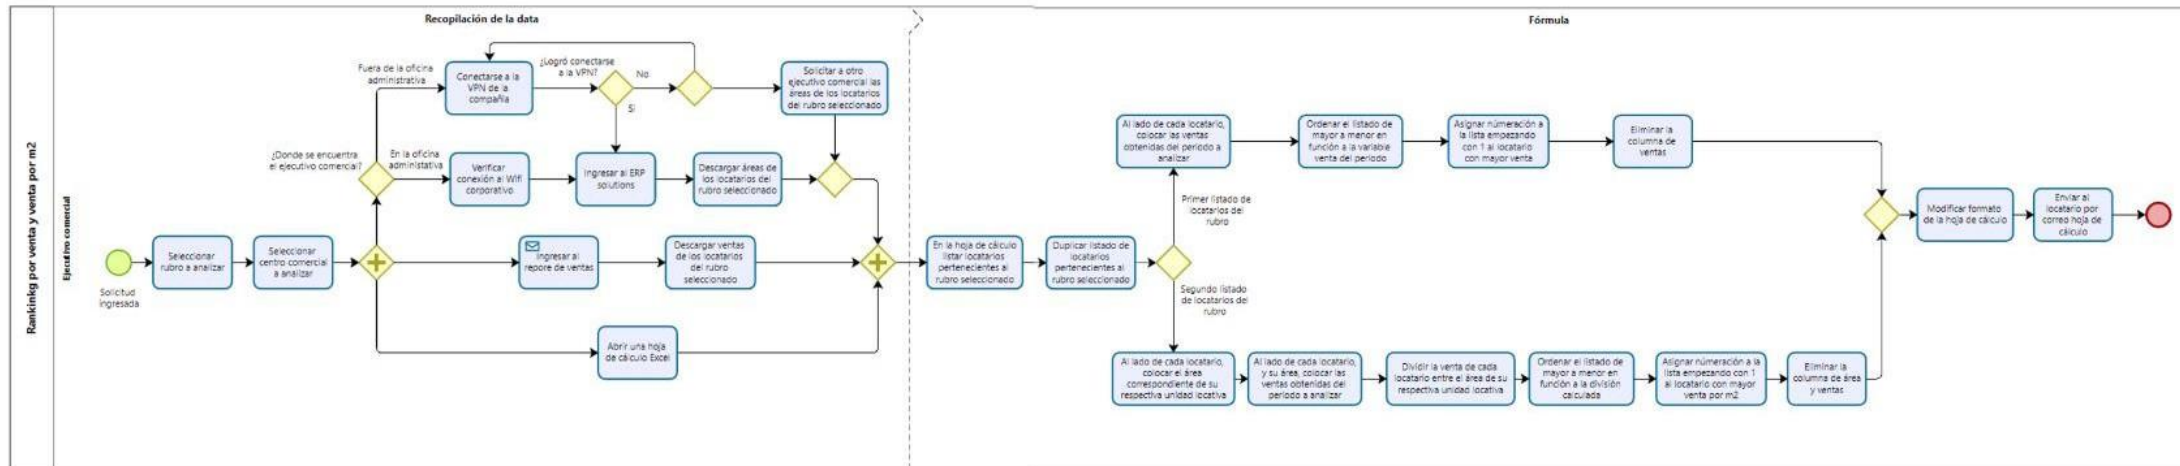 Rankinkg por venta y venta por m2
Ejecutivo comercial
Recopilación de la data
Fórmula
Solicitud
ingresada
Seleccionar
rubro a analizar
Seleccionar
centro comercial
a analizar
¿Donde se encuentra
el ejecutivo comercial?
Fuera de la oficina
administrativa
Conectarse a la
VPN de la
compañía
¿Logró conectarse
a la VPN?
No
Si
Solicitar a otro
ejecutivo comercial las
áreas de los locatarios
del rubro seleccionado
En la oficina
administativa
Verificar
conexión al Wifi
corporativo
Ingresar al ERP
solutions
Descargar áreas de
los locatarios del
rubro seleccionado
Ingresar al
repore de ventas
Descargar ventas
de los locatarios
del rubro
seleccionado
Abrir una hoja
de cálculo Excel
En la hoja de cálculo
listar locatarios
pertenecientes al
rubro seleccionado
Duplicar listado de
locatarios
pertenecientes al
rubro seleccionado
Primer listado de
locatarios del
rubro
Al lado de cada locatario,
colocar las ventas
obtenidas del periodo a
analizar
Ordenar el listado de
mayor a menor en
función a la variable
venta del periodo
Asignar númeración a
la lista empezando
con 1 al locatario
con mayor venta
Eliminar la
columna de
ventas
Segundo listado
de locatarios del
rubro
Al lado de cada locatario,
colocar el área
correspondiente de su
respectiva unidad locativa
Al lado de cada locatario,
y su área, colocar las
ventas obtenidas del
periodo a analizar
Dividir la venta de cada
locatario entre el área de su
respectiva unidad locativa
Ordenar el listado de
mayor a menor en
función a la división
calculada
Asignar númeración a la
lista empezando con 1
al locatario con mayor
venta por m2
Eliminar la
columna de área
y ventas
Modificar formato
de la hoja de cálculo
Enviar al
locatario por
correo hoja de
cálculo